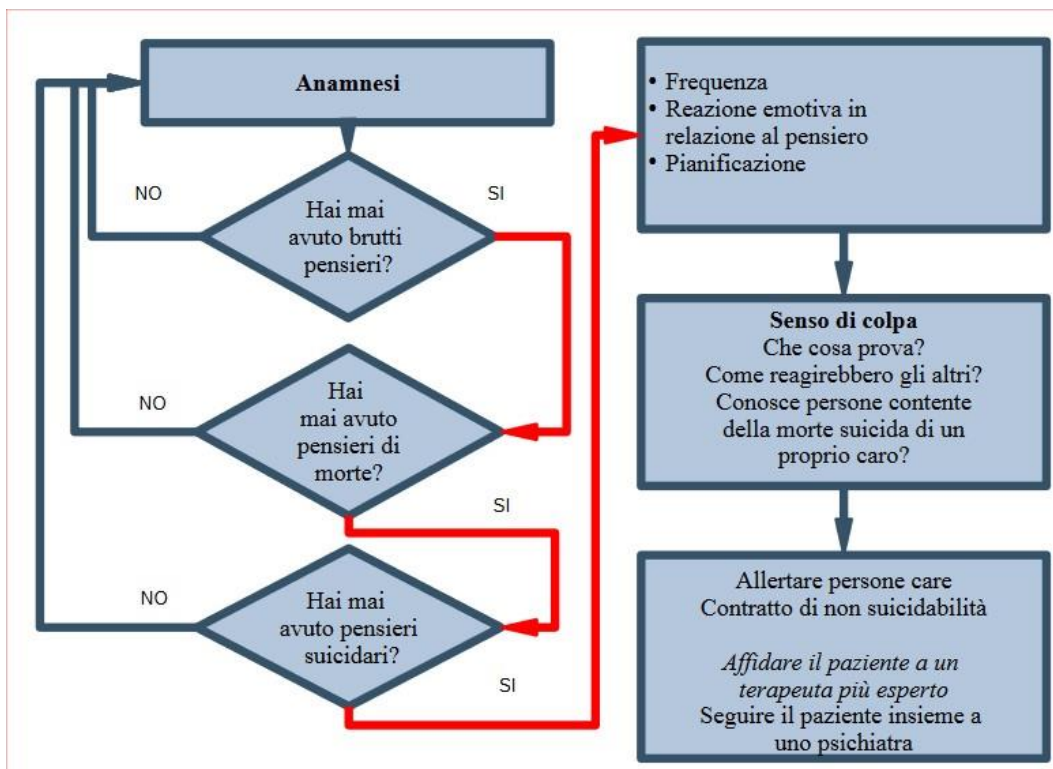 Anamnesi
NO
SI
Hai mai
avuto brutti
pensieri?
NO
Hai
mai avuto
pensieri di
morte?
SI
NO
Hai mai
avuto pensieri
suicidari?
SI
• Frequenza
• Reazione emotiva in
relazione al pensiero
• Pianificazione
Senso di colpa
Che cosa prova?
Come reagirebbero gli altri?
Conosce persone contente
della morte suicida di un
proprio caro?
Allertare persone care
Contratto di non suicidabilità
Affidare il paziente a un
terapeuta più esperto
Seguire il paziente insieme a
uno psichiatra